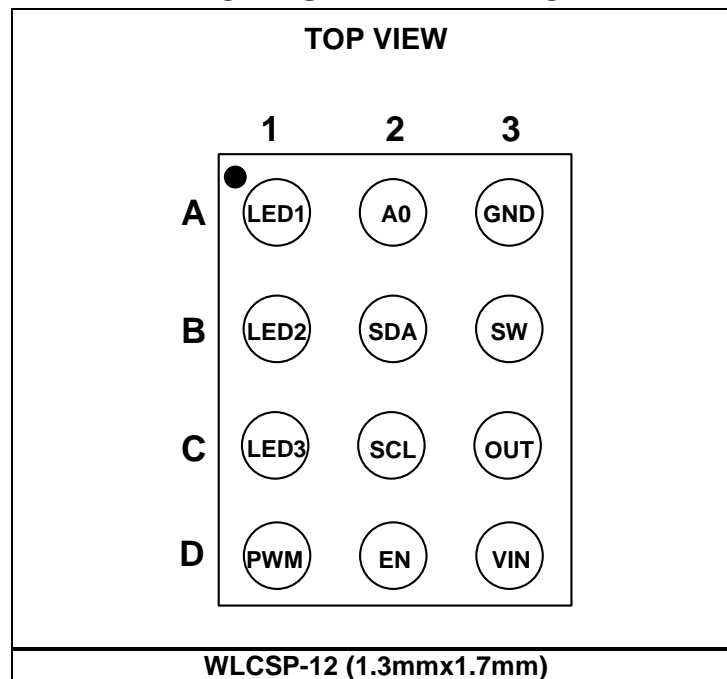 TOP VIEW
1 2 3
A LED1 A0 GND
B LED2 SDA SW
C LED3 SCL OUT
D PWM EN VIN
WLCSP-12 (1.3mmx1.7mm)